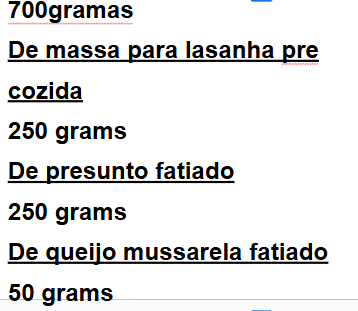 700gramas
De massa para lasanha pre
cozida
250 grams
De presunto fatiado
250 grams
De queijo mussarela fatiado
50 grams